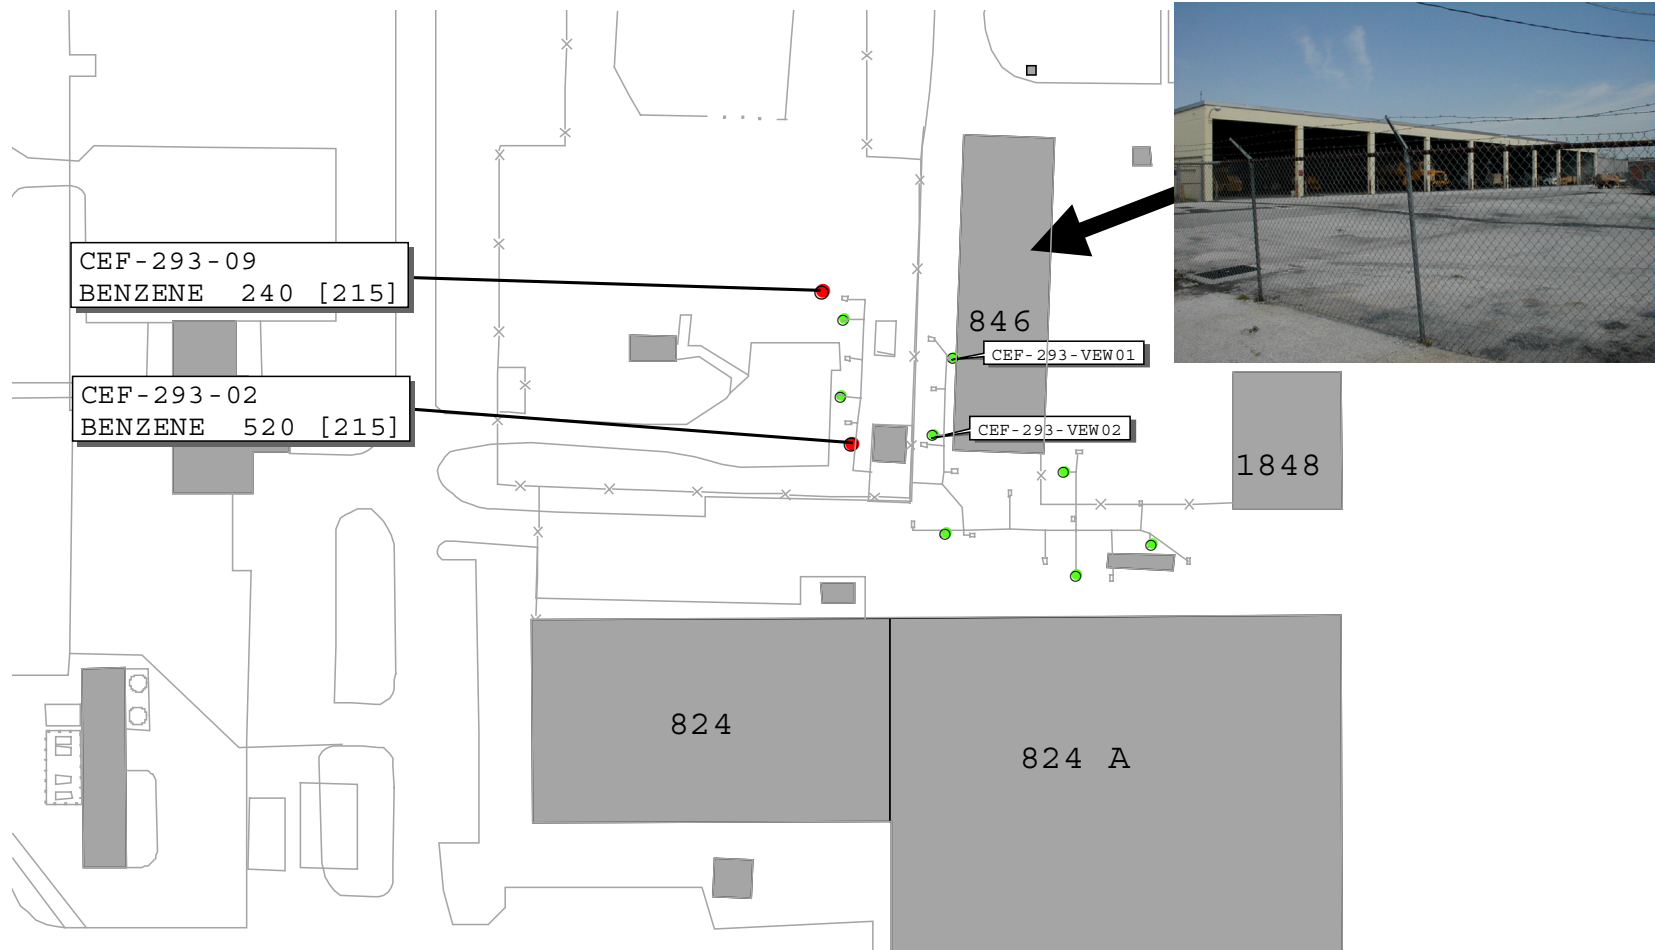 CEF-293-09
BENZENE 240 [215]
846
CEF-293-VEW01
CEF-293-02
BENZENE 520 [215]
CEF-293-VEW02
1848
824
824 A